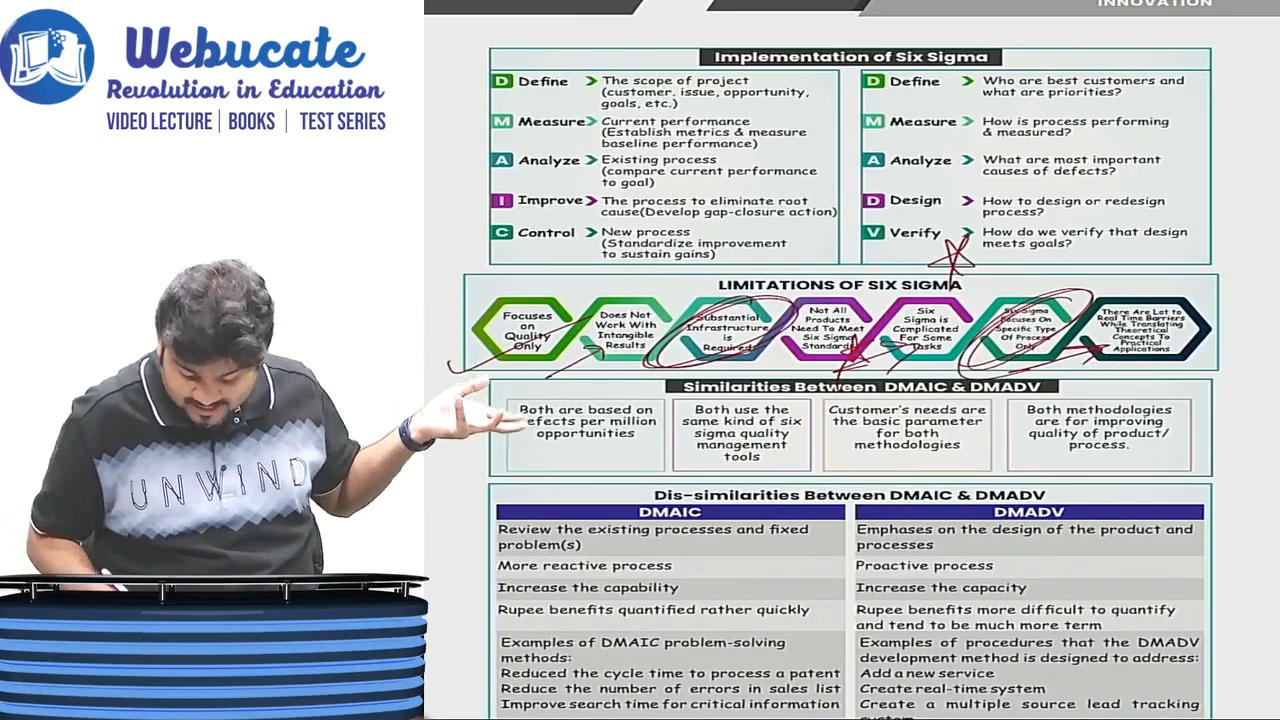 INNOVATION
Webucate
Revolution in Education
VIDEO LECTURE | BOOKS | TEST SERIES
UNWIND
Implementation of Six Sigma
D Define > The scope of project
(customer, issue, opportunity,
goals, etc.)
M Measure > Current performance
(Establish metrics & measure
baseline performance)
A Analyze > Existing process
(compare current performance
to goal)
I Improve > The process to eliminate root
cause(Develop gap-closure action)
C Control > New process
(Standardize improvement
to sustain gains)
D Define > Who are best customers and
what are priorities?
M Measure > How is process performing
& measured?
A Analyze > What are most important
causes of defects?
D Design > How to design or redesign
process?
V Verify > How do we verify that design
meets goals?
LIMITATIONS OF SIX SIGMA
Focuses
on
Quality
Only
Does Not
Work With
Intangible
Results
Substantial
Infrastructure
is
Required
Not All
Products
Need To Meet
Six Sigma
Standards
Six
Sigma is
Complicated
For Some
Tasks
Six Sigma
Focuses On
Specific Type
Of Process
Only
There Are Lot to
Real Time Barriers
While Translating
Theoretical
Concepts To
Practical
Applications
Similarities Between DMAIC & DMADV
Both are based on
defects per million
opportunities
Both use the
same kind of six
sigma quality
management
tools
Customer's needs are
the basic parameter
for both
methodologies
Both methodologies
are for improving
quality of product/
process.
Dis-similarities Between DMAIC & DMADV
DMAIC
Review the existing processes and fixed
problem(s)
More reactive process
Increase the capability
Rupee benefits quantified rather quickly
Examples of DMAIC problem-solving
methods:
Reduced the cycle time to process a patent
Reduce the number of errors in sales list
Improve search time for critical information
DMADV
Emphases on the design of the product and
processes
Proactive process
Increase the capacity
Rupee benefits more difficult to quantify
and tend to be much more term
Examples of procedures that the DMADV
development method is designed to address:
Add a new service
Create real-time system
Create a multiple source lead tracking
system